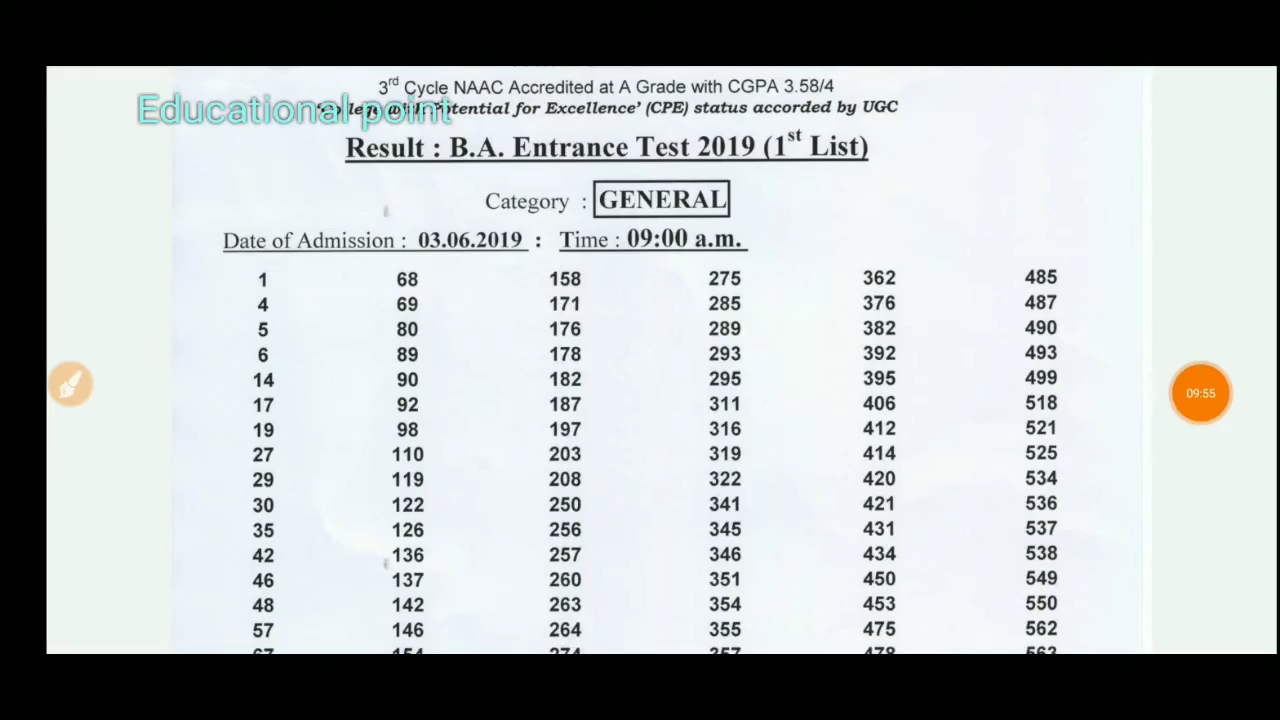 3rd Cycle NAAC Accredited at A Grade with CGPA 3.58/4
Educational point
Potential for Excellence' (CPE) status accorded by UGC
Result : B.A. Entrance Test 2019 (1st List)
Category : GENERAL
Date of Admission : 03.06.2019 : Time : 09:00 a.m.
1 68 158 275 362 485
4 69 171 285 376 487
5 80 176 289 382 490
6 89 178 293 392 493
14 90 182 295 395 499
17 92 187 311 406 518
19 98 197 316 412 521
27 110 203 319 414 525
29 119 208 322 420 534
30 122 250 341 421 536
35 126 256 345 431 537
42 136 257 346 434 538
46 137 260 351 450 549
48 142 263 354 453 550
57 146 264 355 475 562
67 154 274 357 478 563
09:55